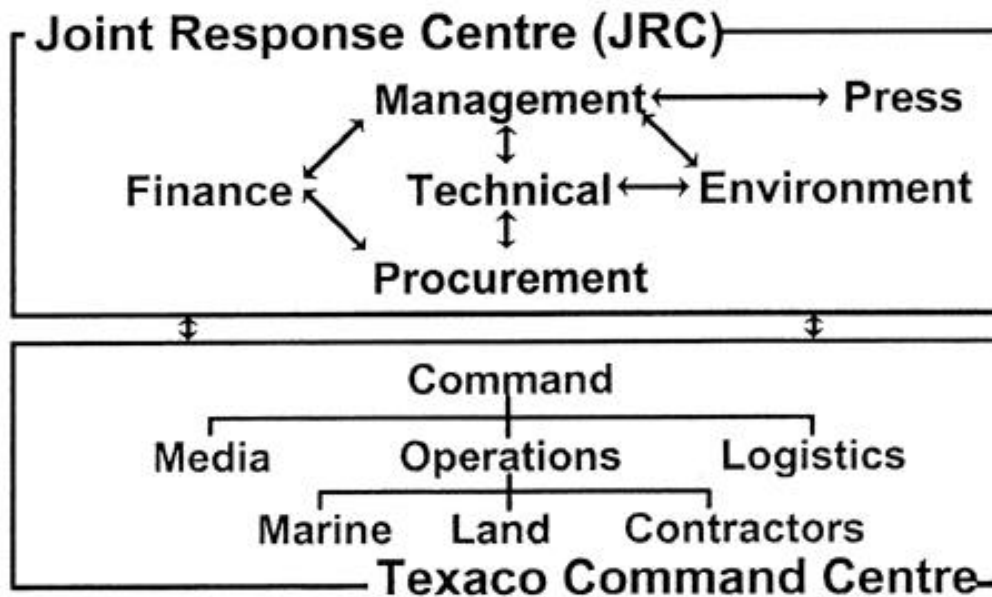 Joint Response Centre (JRC)
Management Press
Finance Technical Environment
Procurement
Command
Media Operations Logistics
Marine Land Contractors
Texaco Command Centre